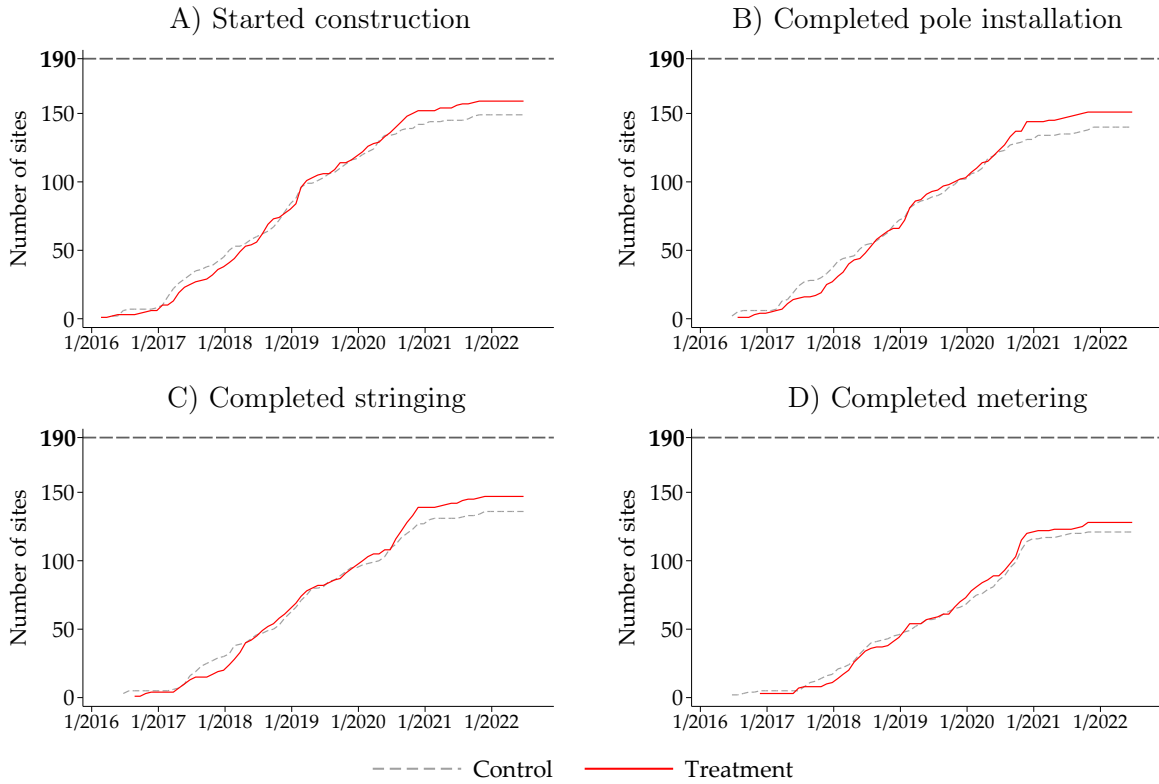 A) Started construction
190
150
100
50
0
Number of sites
1/2016 1/2017 1/2018 1/2019 1/2020 1/2021 1/2022
B) Completed pole installation
190
150
100
50
0
Number of sites
1/2016 1/2017 1/2018 1/2019 1/2020 1/2021 1/2022
C) Completed stringing
190
150
100
50
0
Number of sites
1/2016 1/2017 1/2018 1/2019 1/2020 1/2021 1/2022
D) Completed metering
190
150
100
50
0
Number of sites
1/2016 1/2017 1/2018 1/2019 1/2020 1/2021 1/2022
Control Treatment